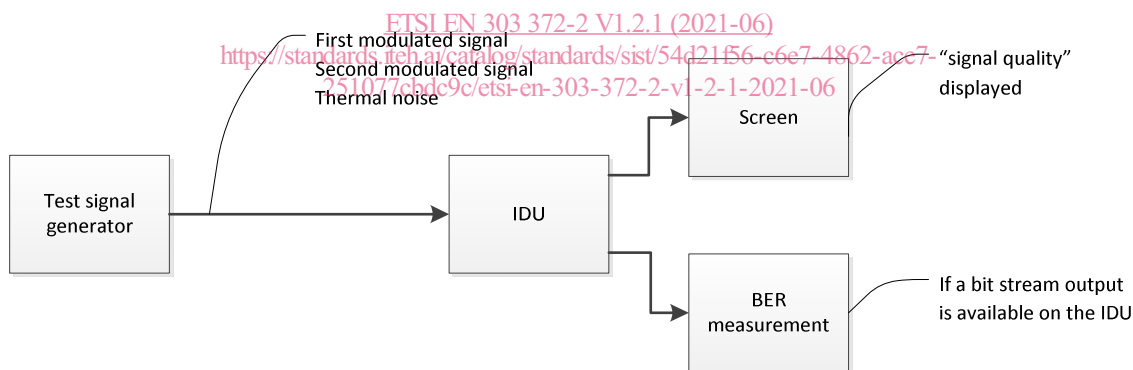 ETSI EN 303 372-2 V1.2.1 (2021-06)
https://standards.iteh.ai/catalog/standards/sist/54d21f56-c6e7-4862-ace7-
251077cbdc9c/etsi-en-303-372-2-v1-2-1-2021-06
First modulated signal
Second modulated signal
Thermal noise
"signal quality"
displayed
Screen
Test signal
generator
IDU
BER
measurement
If a bit stream output
is available on the IDU